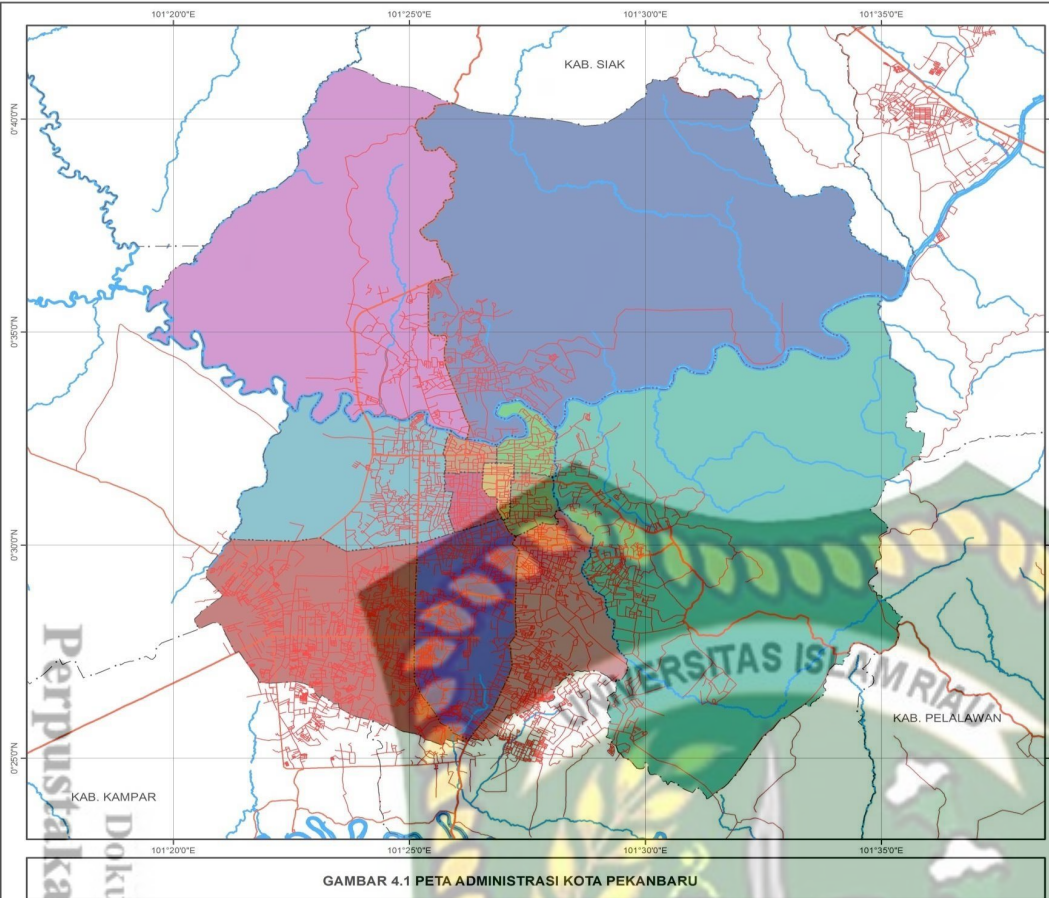 101°20'0"E 101°25'0"E 101°30'0"E 101°35'0"E
KAB. SIAK
0°40'0"N
0°35'0"N
0°30'0"N
0°25'0"N
UNIVERSITAS ISLAM RIAU
KAB. PELALAWAN
KAB. KAMPAR
Perpustaka
Doku
101°20'0"E 101°25'0"E 101°30'0"E 101°35'0"E
GAMBAR 4.1 PETA ADMINISTRASI KOTA PEKANBARU